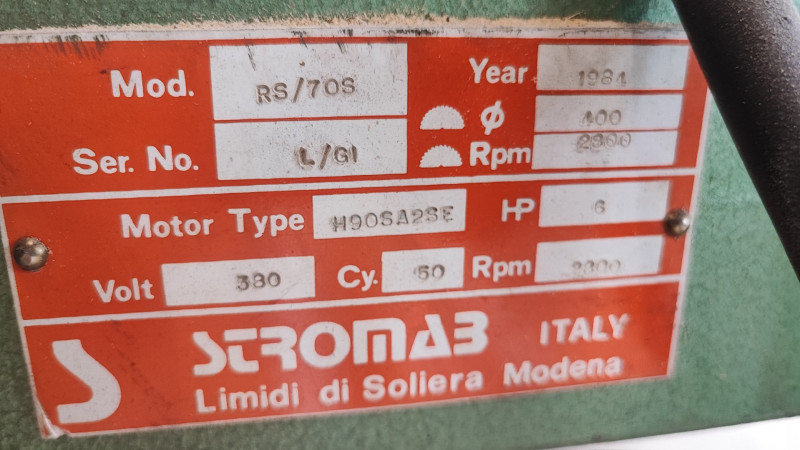 Mod. RS/70S Year 1984
Ø 400
Ser. No. L/GI Rpm 2800
Motor Type H90SA2SE HP 6
Volt 380 Cy. 50 Rpm 2800
STROMAB ITALY
Limidi di Soliera Modena